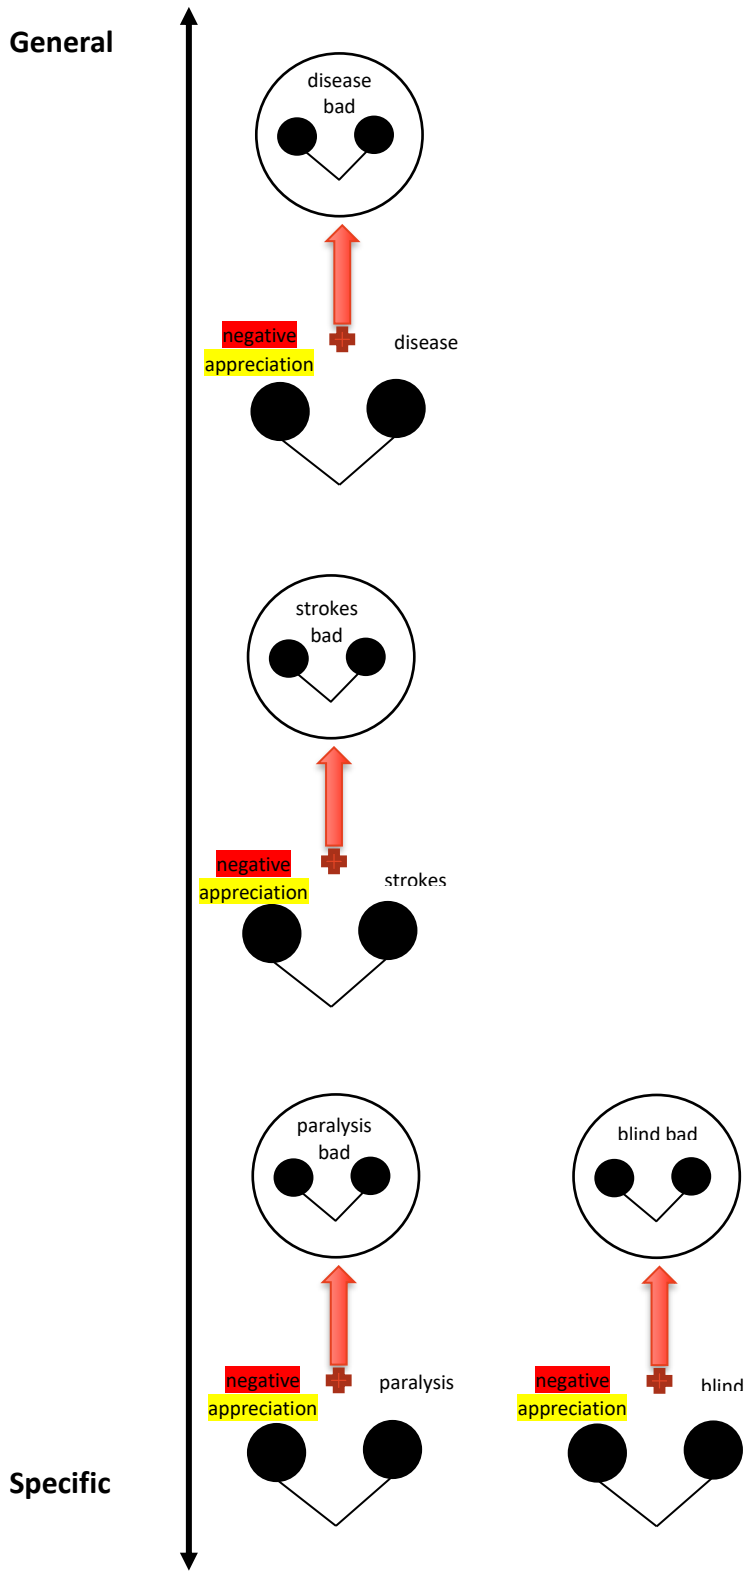 General
disease
bad
negative
appreciation
disease
strokes
bad
negative
appreciation
strokes
paralysis
bad
blind bad
negative
appreciation
paralysis
negative
appreciation
blind
Specific